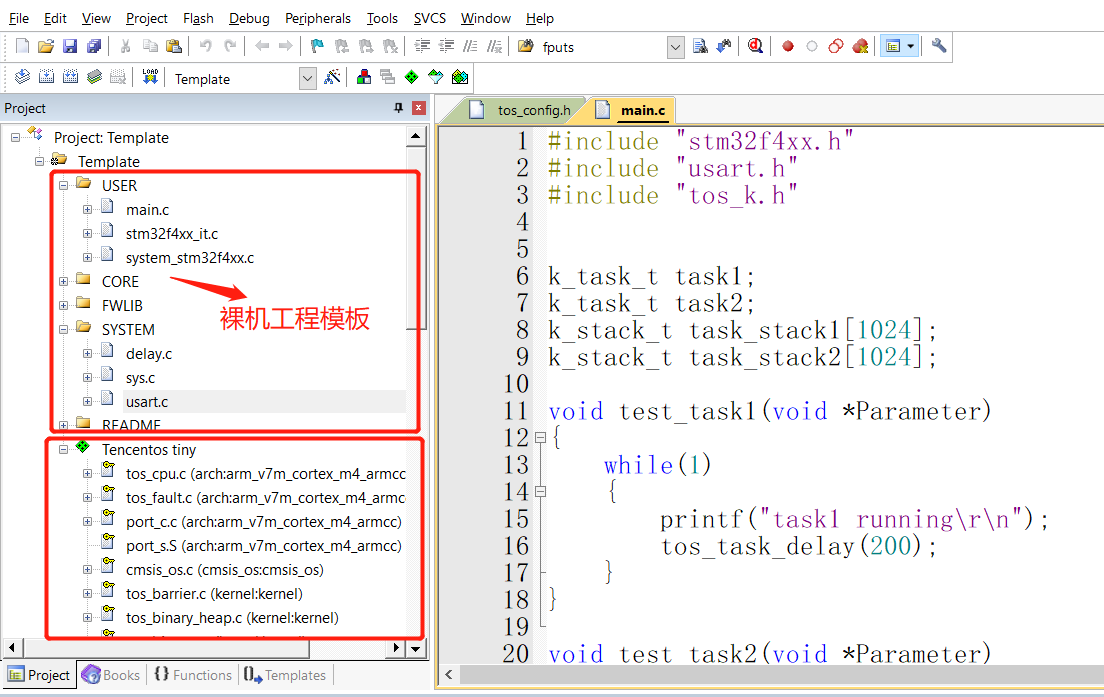 File Edit View Project Flash Debug Peripherals Tools SVCS Window Help
fputs
LOAD Template
Project
tos_config.h main.c
Project: Template
Template
USER
main.c
stm32f4xx_it.c
system_stm32f4xx.c
CORE
FWLIB
裸机工程模板
SYSTEM
delay.c
sys.c
usart.c
README
Tencentos tiny
tos_cpu.c (arch:arm_v7m_cortex_m4_armcc
tos_fault.c (arch:arm_v7m_cortex_m4_armc
port_c.c (arch:arm_v7m_cortex_m4_armcc)
port_s.S (arch:arm_v7m_cortex_m4_armcc)
cmsis_os.c (cmsis_os:cmsis_os)
tos_barrier.c (kernel:kernel)
tos_binary_heap.c (kernel:kernel)
Project Books {} Functions 0 Templates
1 #include "stm32f4xx.h"
2 #include "usart.h"
3 #include "tos_k.h"
4
5
6 k_task_t task1;
7 k_task_t task2;
8 k_stack_t task_stack1[1024];
9 k_stack_t task_stack2[1024];
10
11 void test_task1(void *Parameter)
12 {
13 while(1)
14 {
15 printf("task1 running\r\n");
16 tos_task_delay(200);
17 }
18 }
19
20 void test_task2(void *Parameter)